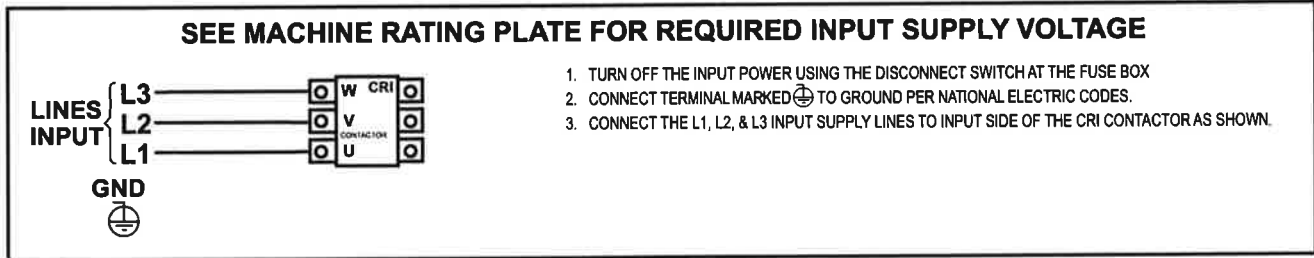 SEE MACHINE RATING PLATE FOR REQUIRED INPUT SUPPLY VOLTAGE
LINES INPUT
L3
L2
L1
GND
W CRI
V
CONTACTOR
U
1. TURN OFF THE INPUT POWER USING THE DISCONNECT SWITCH AT THE FUSE BOX
2. CONNECT TERMINAL MARKED TO GROUND PER NATIONAL ELECTRIC CODES.
3. CONNECT THE L1, L2, & L3 INPUT SUPPLY LINES TO INPUT SIDE OF THE CRI CONTACTOR AS SHOWN.